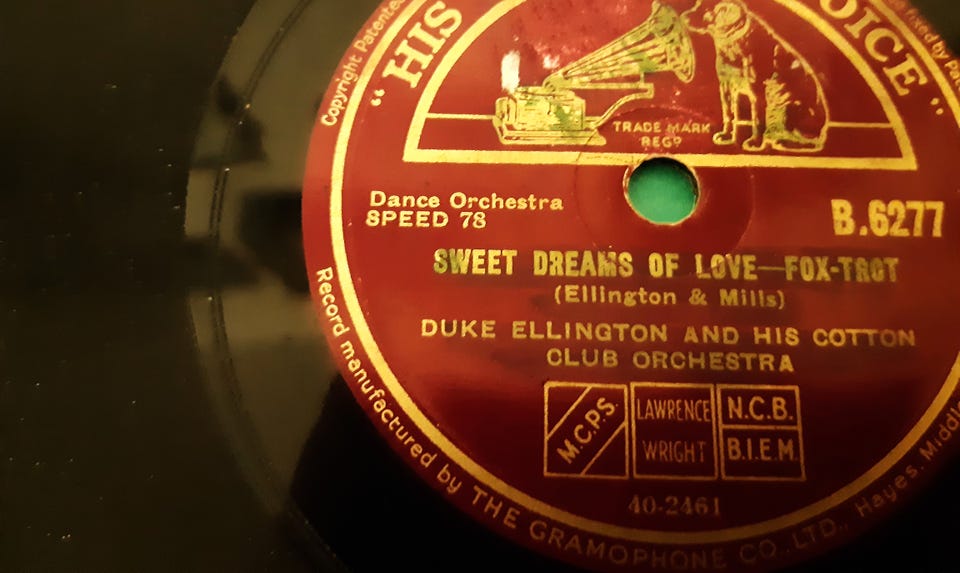 Copyright Patented
"HIS
VOICE"
TRADE MARK
REGD
Dance Orchestra
SPEED 78
B.6277
SWEET DREAMS OF LOVE—FOX-TROT
(Ellington & Mills)
DUKE ELLINGTON AND HIS COTTON
CLUB ORCHESTRA
M.C.P.S.
LAWRENCE
WRIGHT
N.C.B.
B.I.E.M.
40-2461
Record manufactured by THE GRAMOPHONE CO., LTD., Hayes, Middle